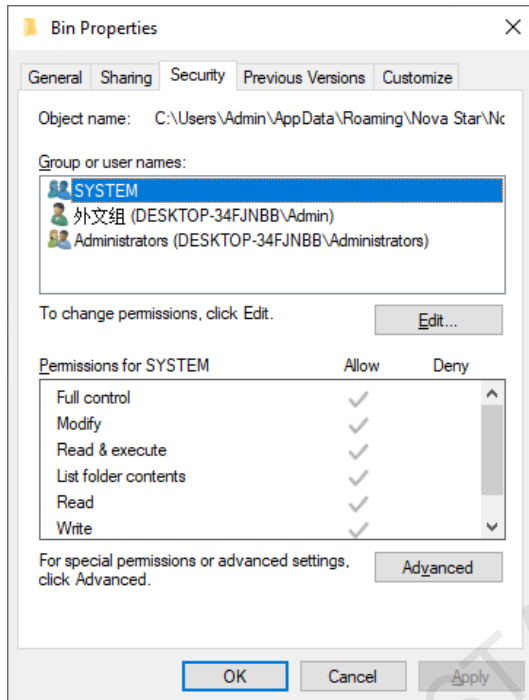 Bin Properties
General Sharing Security Previous Versions Customize
Object name: C:\Users\Admin\AppData\Roaming\Nova Star\Nc
Group or user names:
SYSTEM
外文组 (DESKTOP-34FJNBB\Admin)
Administrators (DESKTOP-34FJNBB\Administrators)
To change permissions, click Edit.
Edit...
Permissions for SYSTEM Allow Deny
Full control
Modify
Read & execute
List folder contents
Read
Write
For special permissions or advanced settings, Advanced
click Advanced.
OK Cancel Apply